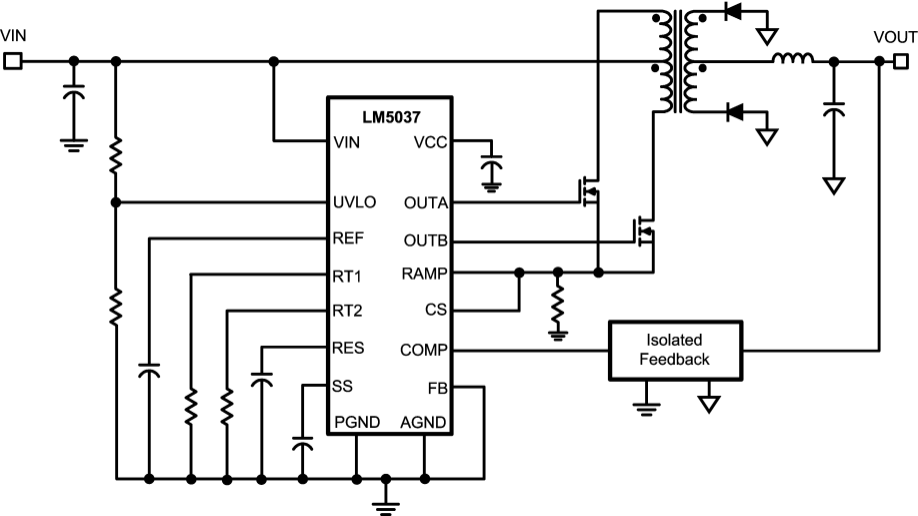 VIN
VOUT
LM5037
VIN
VCC
UVLO
OUTA
REF
OUTB
RT1
RAMP
RT2
CS
RES
COMP
SS
FB
PGND
AGND
Isolated
Feedback